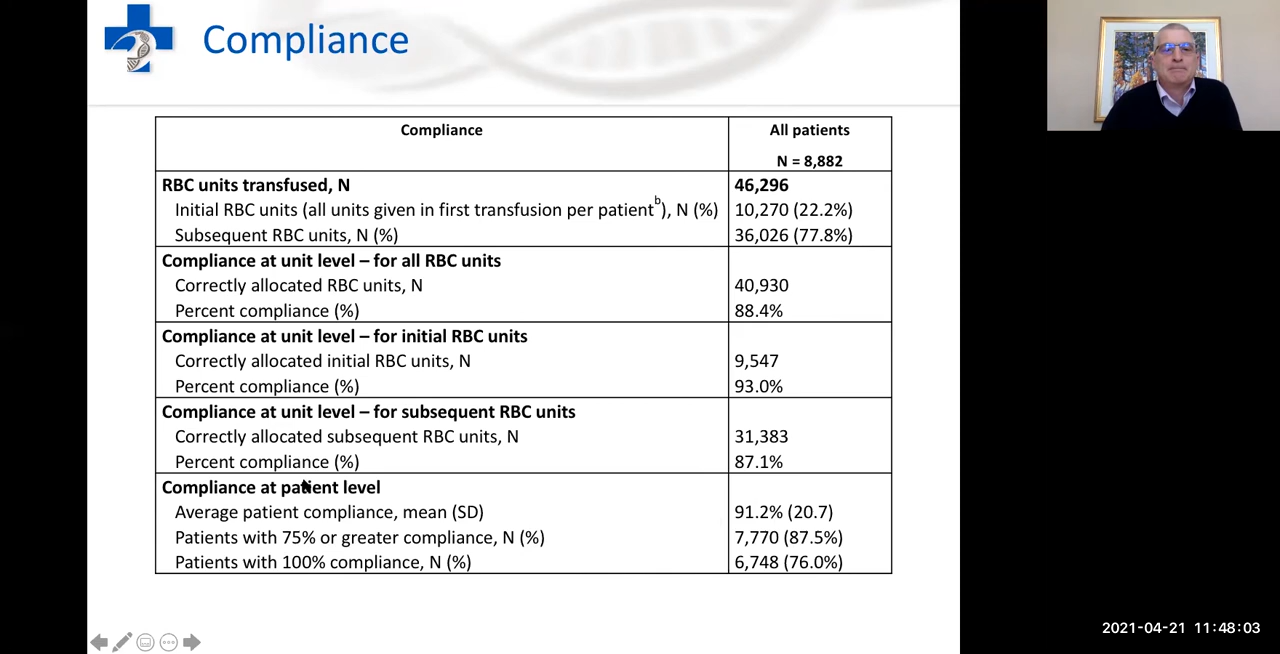 Compliance
Compliance All patients
N = 8,882
RBC units transfused, N 46,296
Initial RBC units (all units given in first transfusion per patientᵇ), N (%) 10,270 (22.2%)
Subsequent RBC units, N (%) 36,026 (77.8%)
Compliance at unit level – for all RBC units
Correctly allocated RBC units, N 40,930
Percent compliance (%) 88.4%
Compliance at unit level – for initial RBC units
Correctly allocated initial RBC units, N 9,547
Percent compliance (%) 93.0%
Compliance at unit level – for subsequent RBC units
Correctly allocated subsequent RBC units, N 31,383
Percent compliance (%) 87.1%
Compliance at patient level
Average patient compliance, mean (SD) 91.2% (20.7)
Patients with 75% or greater compliance, N (%) 7,770 (87.5%)
Patients with 100% compliance, N (%) 6,748 (76.0%)
2021-04-21 11:48:03